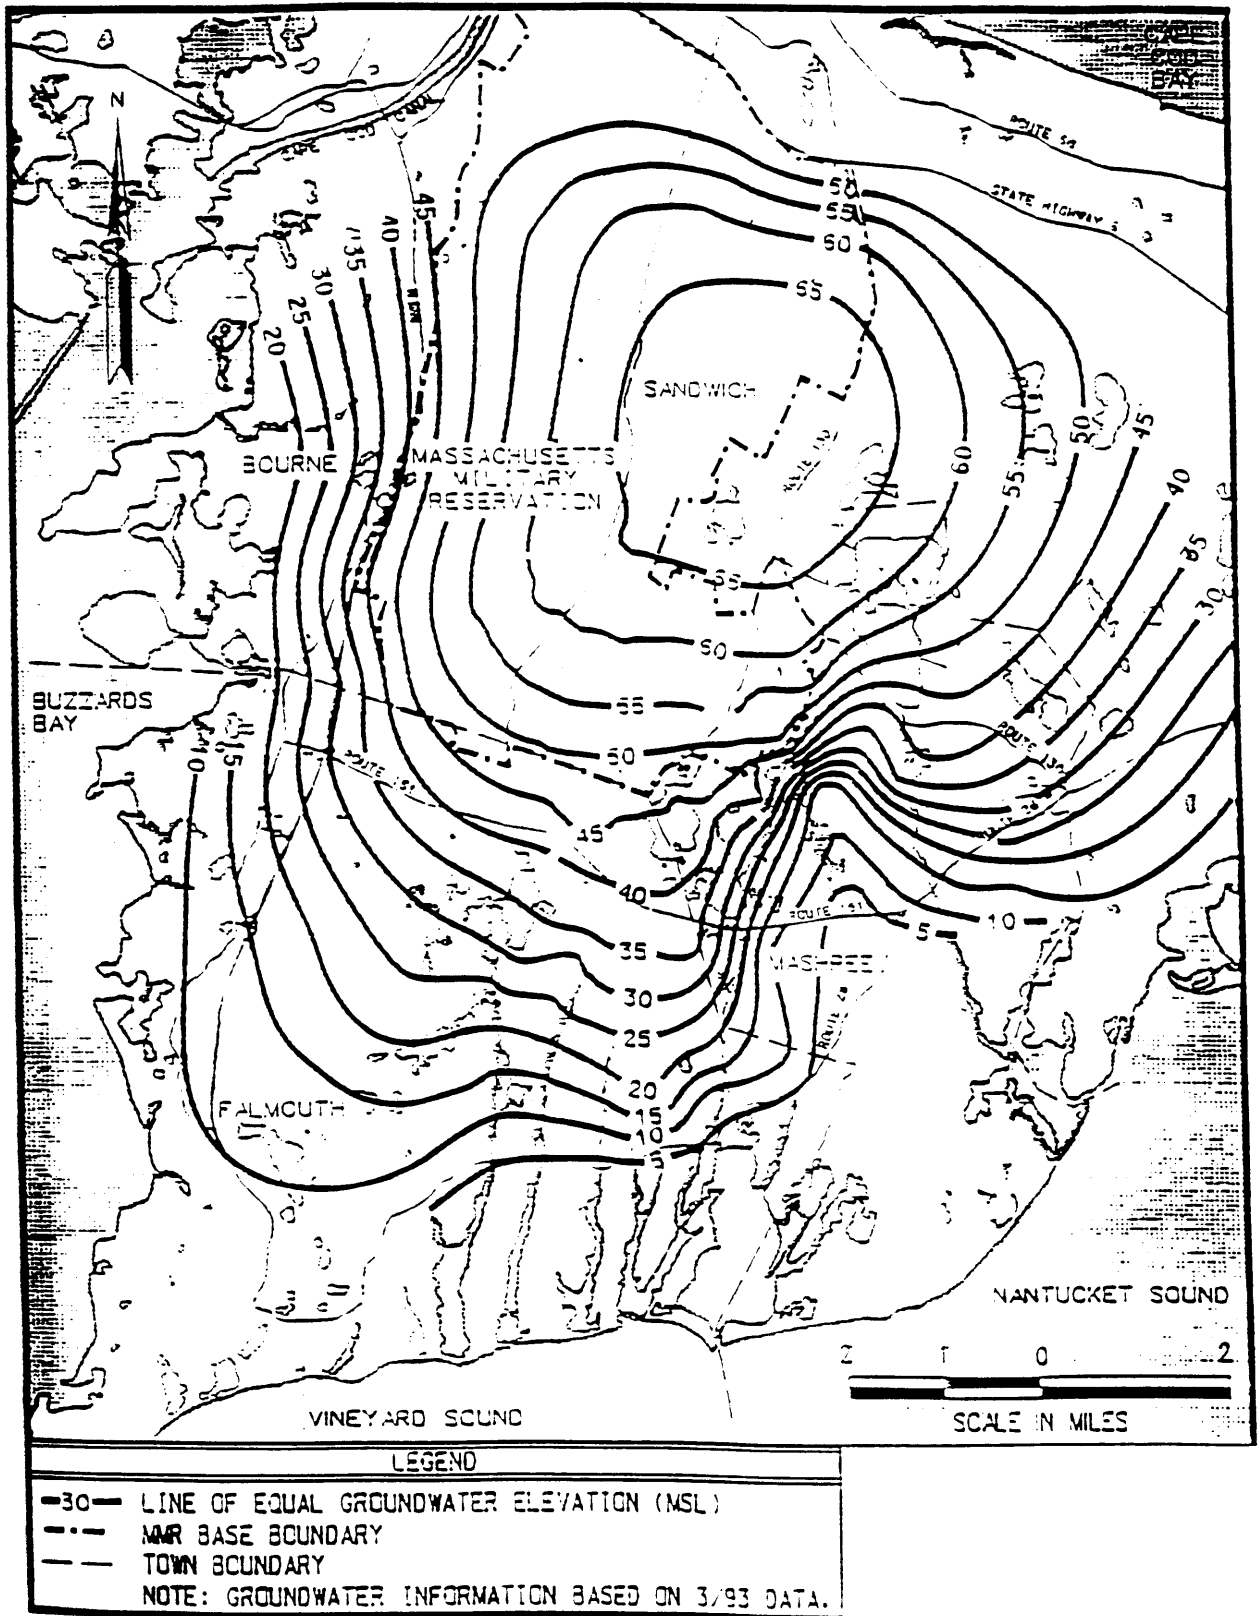 CAPE
COD
BAY
N
ROUTE 6A
STATE HIGHWAY 6
CANAL
50
55
60
65
45
40
35
30
25
20
SANDWICH
BOURNE
MASSACHUSETTS
MILITARY
RESERVATION
60
55
50
45
40
35
30
65
60
55
50
BUZZARDS
BAY
10
15
ROUTE 151
ROUTE 130
45
40
35
30
25
20
15
10
5
ROUTE 151
10
5
MASHPEE
ROUTE 28
FALMOUTH
NANTUCKET SOUND
2 1 0 2
SCALE IN MILES
VINEYARD SOUND
LEGEND
30 LINE OF EQUAL GROUNDWATER ELEVATION (MSL)
MMR BASE BOUNDARY
TOWN BOUNDARY
NOTE: GROUNDWATER INFORMATION BASED ON 3/93 DATA.